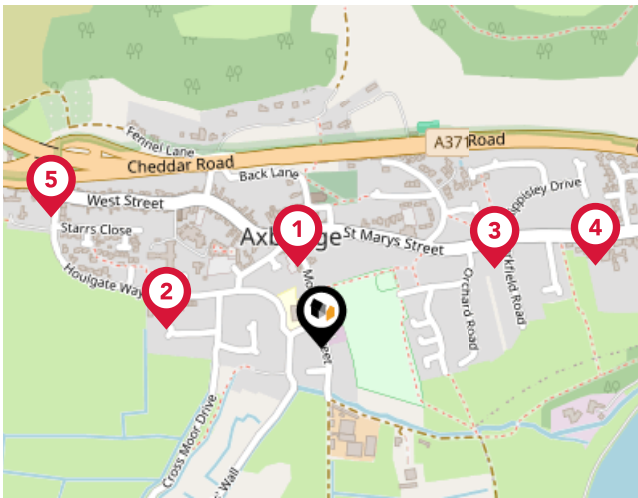 Fennel Lane
Cheddar Road
A371
Road
Back Lane
5
West Street
Starrs Close
1
St Marys Street
3
4
Houlgate Way
2
Orchard Road
Cross Moor Drive